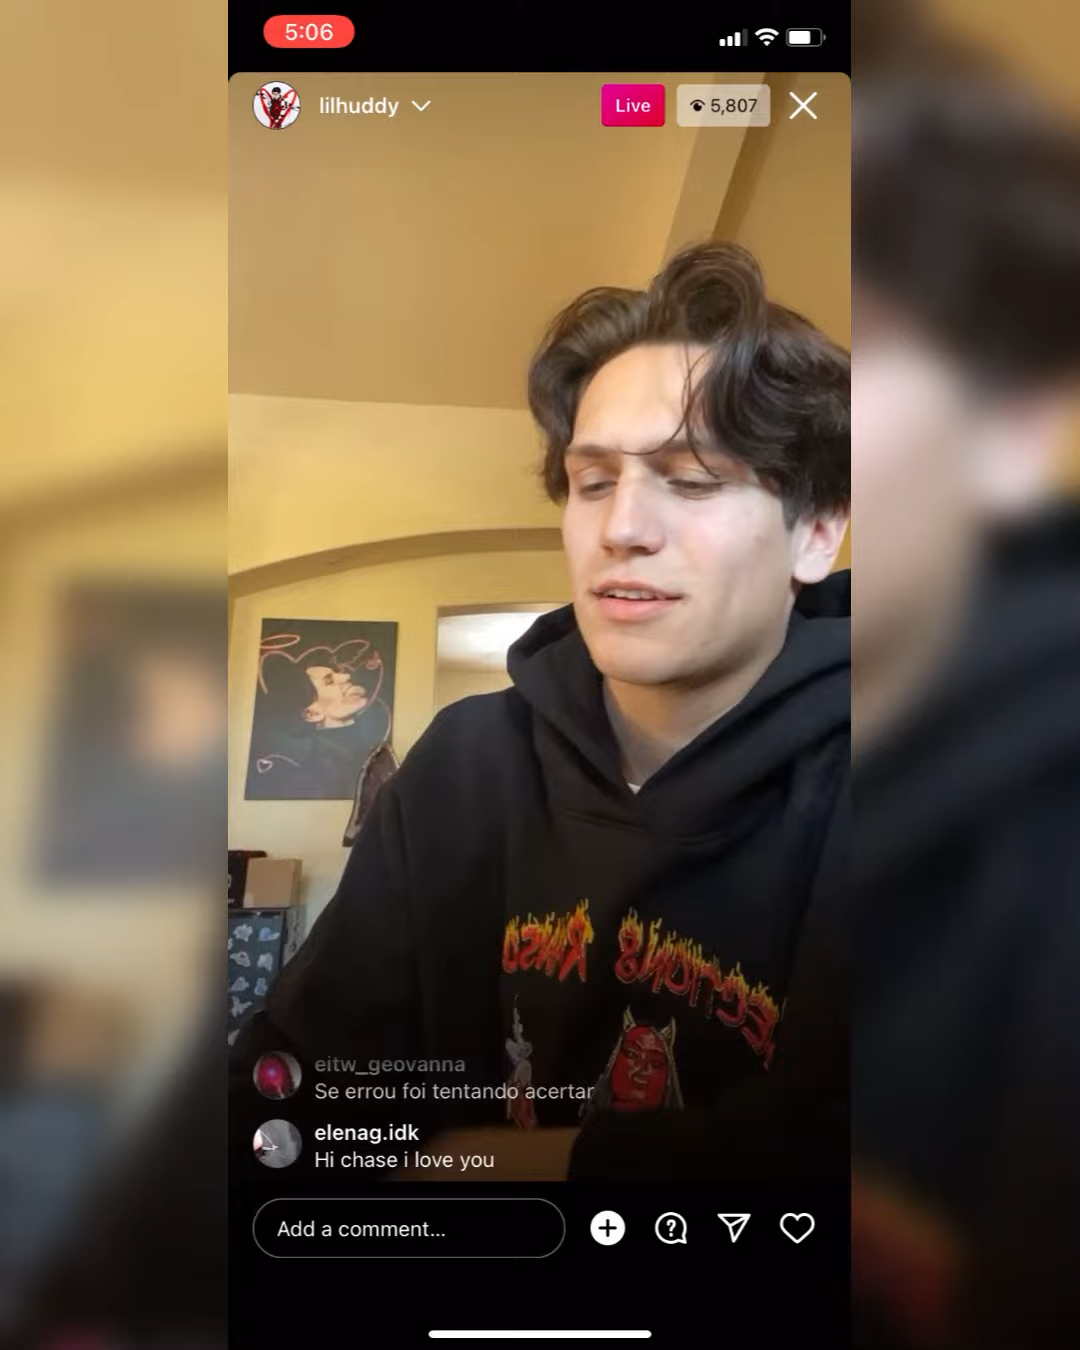 5:06
lilhuddy
Live
5,807
eitw_geovanna
Se errou foi tentando acertar
elenag.idk
Hi chase i love you
Add a comment...